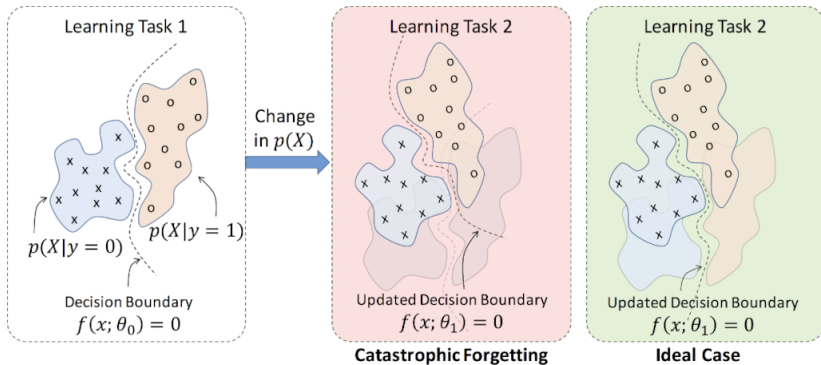 Learning Task 1
p(X|y = 0)
p(X|y = 1)
Decision Boundary
f(x; θ₀) = 0
Change
in p(X)
Learning Task 2
Updated Decision Boundary
f(x; θ₁) = 0
Catastrophic Forgetting
Learning Task 2
Updated Decision Boundary
f(x; θ₁) = 0
Ideal Case